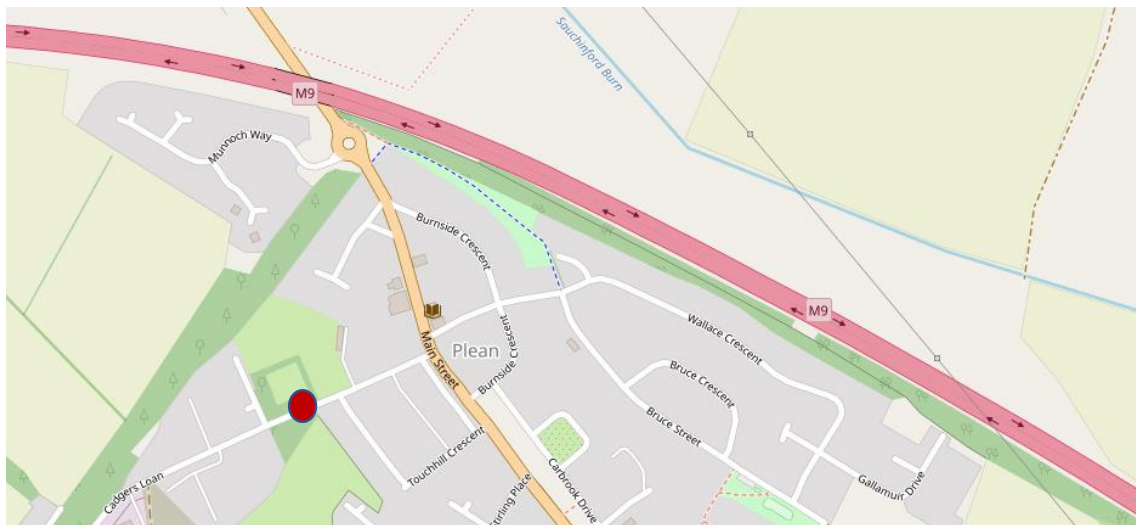 Sauchinford Burn
M9
Munnoch Way
Burnside Crescent
M9
Wallace Crescent
Main Street
Plean
Burnside Crescent
Bruce Crescent
Bruce Street
Touchhill Crescent
Carbrook Drive
Gallamuir Drive
Cadgers Loan
Stirling Place